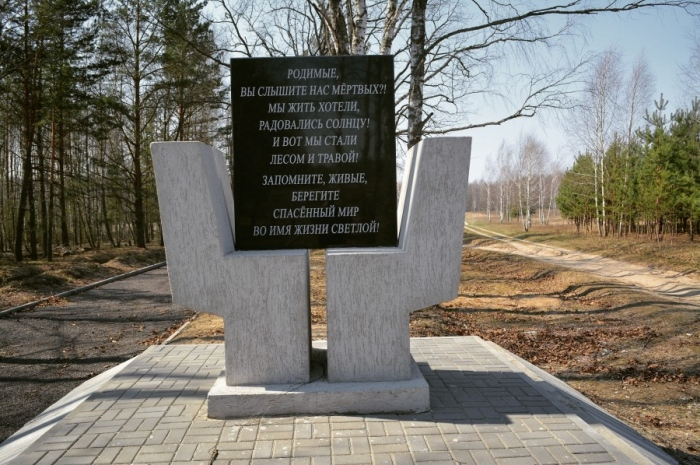 РОДИМЫЕ,
ВЫ СЛЫШИТЕ НАС МЁРТВЫХ?!
МЫ ЖИТЬ ХОТЕЛИ,
РАДОВАЛИСЬ СОЛНЦУ!
И ВОТ МЫ СТАЛИ
ЛЕСОМ И ТРАВОЙ!
ЗАПОМНИТЕ, ЖИВЫЕ,
БЕРЕГИТЕ
СПАСЁННЫЙ МИР
ВО ИМЯ ЖИЗНИ СВЕТЛОЙ!